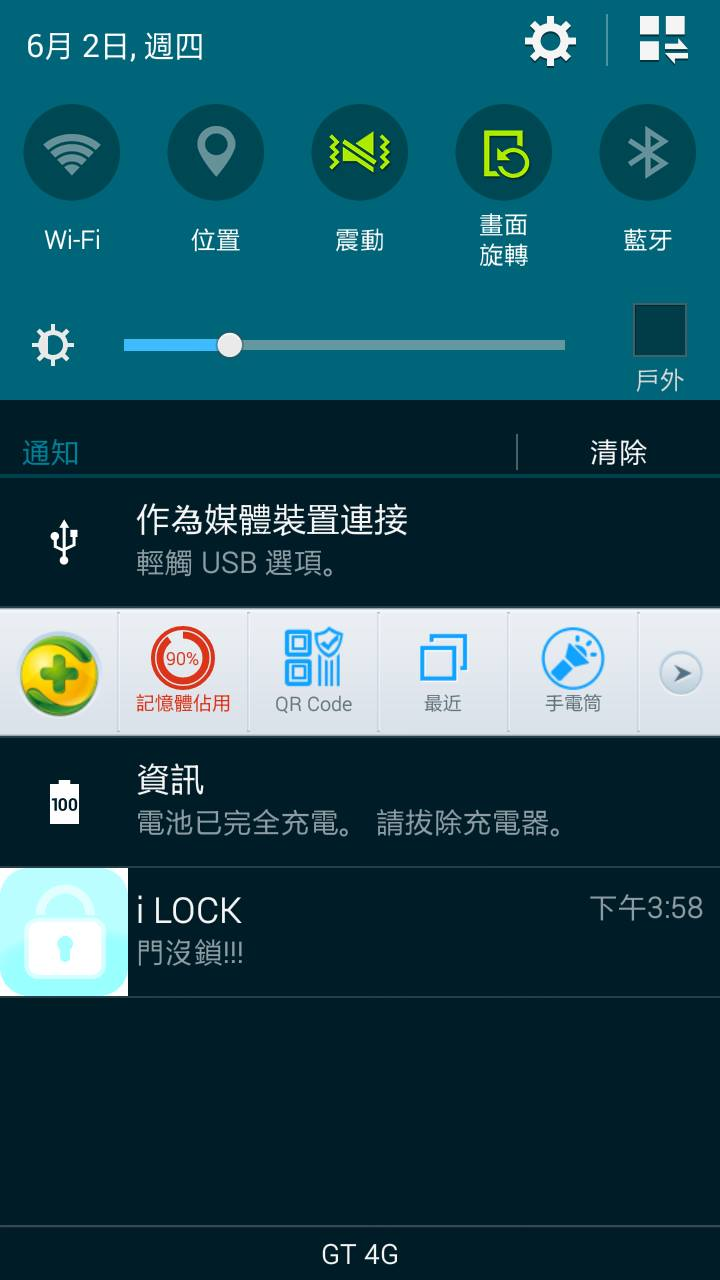 6月 2日, 週四
Wi-Fi
位置
震動
畫面
旋轉
藍牙
戶外
通知
清除
作為媒體裝置連接
輕觸 USB 選項。
90%
記憶體佔用
QR Code
最近
手電筒
100
資訊
電池已完全充電。 請拔除充電器。
i LOCK
下午3:58
門沒鎖!!!
GT 4G